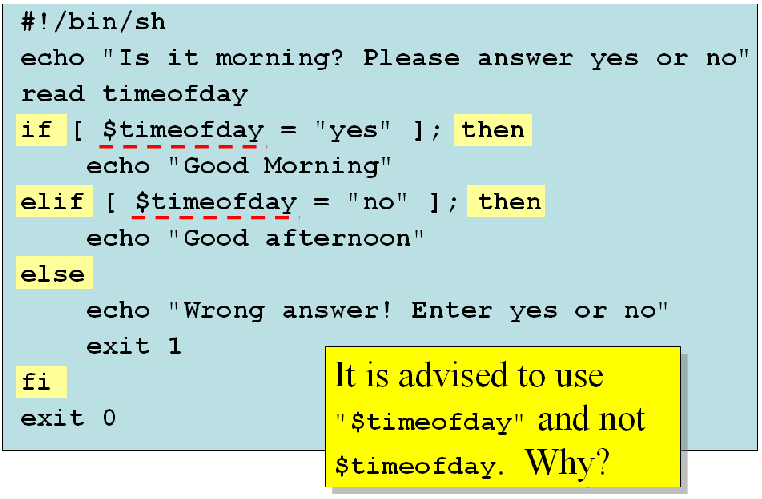 #!/bin/sh
echo "Is it morning? Please answer yes or no"
read timeofday
if [ $timeofday = "yes" ]; then
    echo "Good Morning"
elif [ $timeofday = "no" ]; then
    echo "Good afternoon"
else
    echo "Wrong answer! Enter yes or no"
    exit 1
fi
exit 0
It is advised to use
"$timeofday" and not
$timeofday. Why?